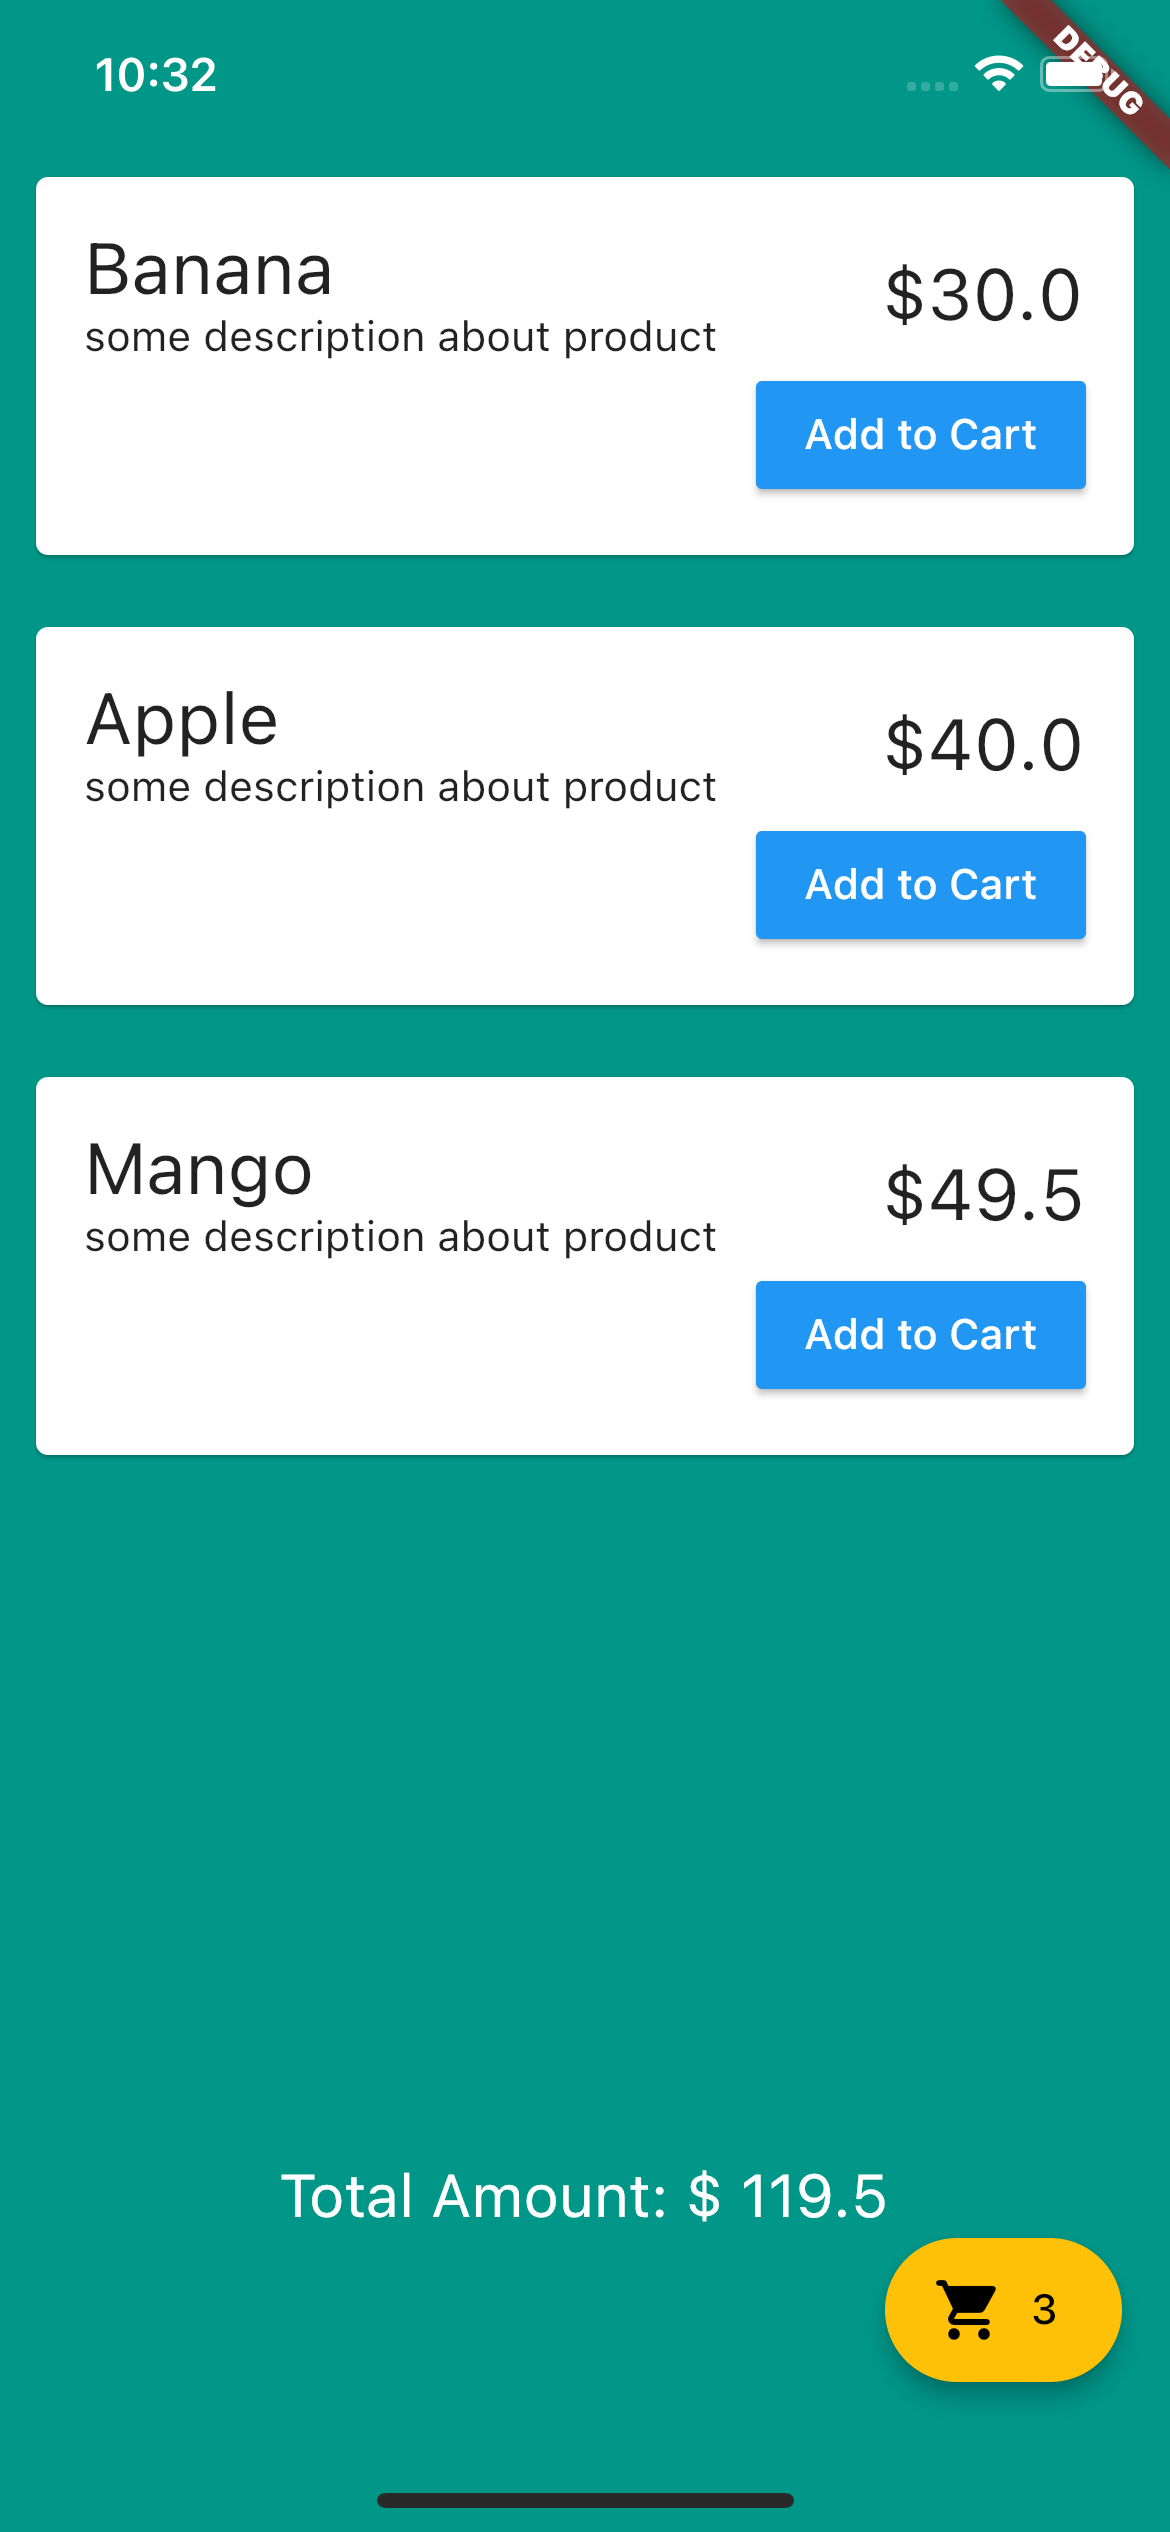 10:32
DEBUG
Banana
$30.0
some description about product
Add to Cart
Apple
$40.0
some description about product
Add to Cart
Mango
$49.5
some description about product
Add to Cart
Total Amount: $ 119.5
3